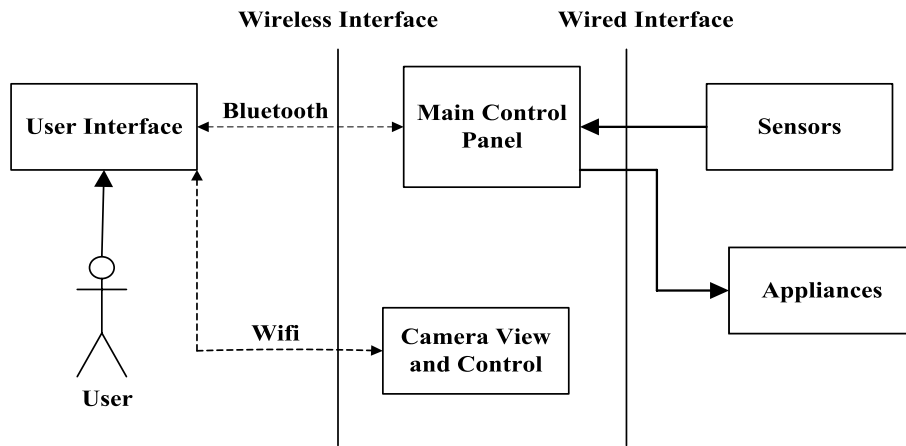 Wireless Interface
Wired Interface
User Interface
Bluetooth
Main Control
Panel
Sensors
Appliances
Wifi
Camera View
and Control
User